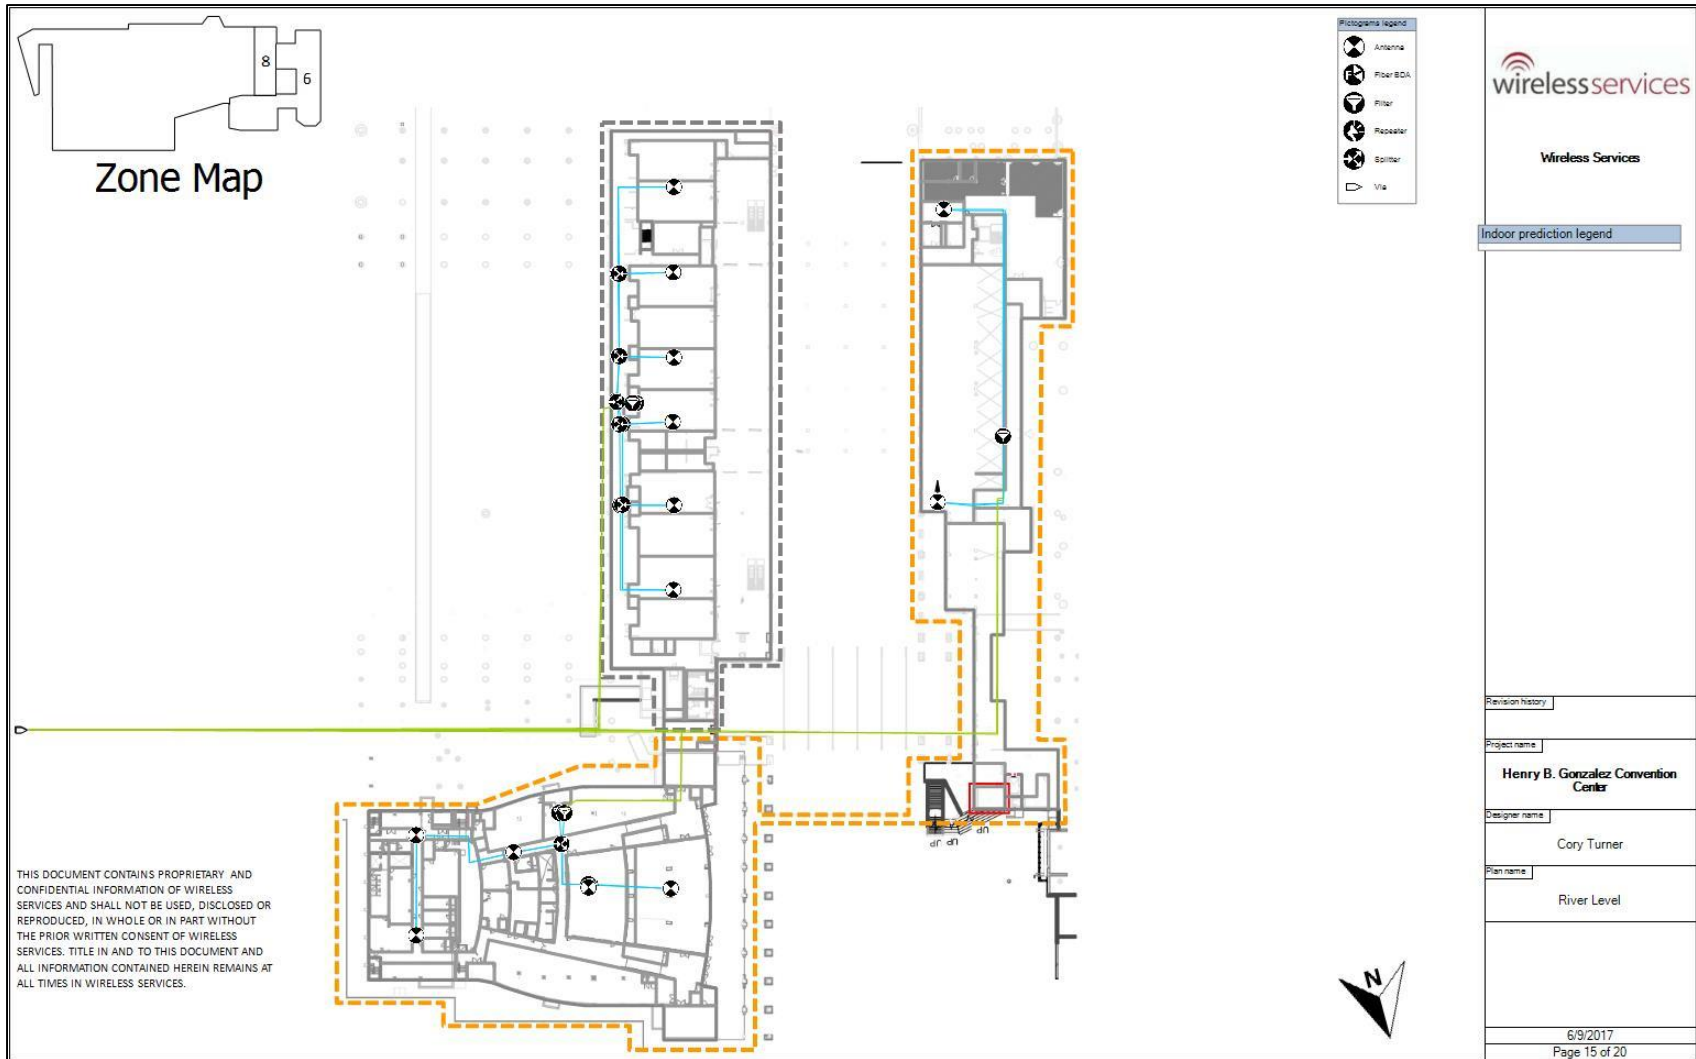 8
6
Zone Map
Pictograms legend
Antenna
Fiber BDA
Filter
Repeater
Splitter
Via
wirelessservices
Wireless Services
Indoor prediction legend
UP
UP
UP
THIS DOCUMENT CONTAINS PROPRIETARY AND
CONFIDENTIAL INFORMATION OF WIRELESS
SERVICES AND SHALL NOT BE USED, DISCLOSED OR
REPRODUCED, IN WHOLE OR IN PART WITHOUT
THE PRIOR WRITTEN CONSENT OF WIRELESS
SERVICES. TITLE IN AND TO THIS DOCUMENT AND
ALL INFORMATION CONTAINED HEREIN REMAINS AT
ALL TIMES IN WIRELESS SERVICES.
N
Revision history
Project name
Henry B. Gonzalez Convention
Center
Designer name
Cory Turner
Plan name
River Level
6/9/2017
Page 15 of 20